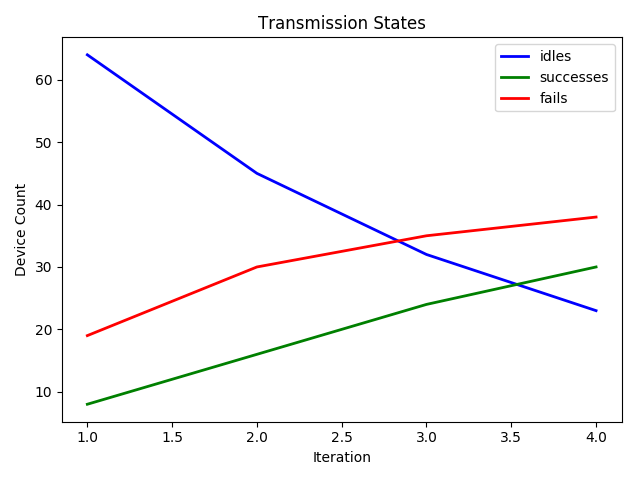 Transmission States
idles
successes
fails
Device Count
60
50
40
30
20
10
1.0 1.5 2.0 2.5 3.0 3.5 4.0
Iteration